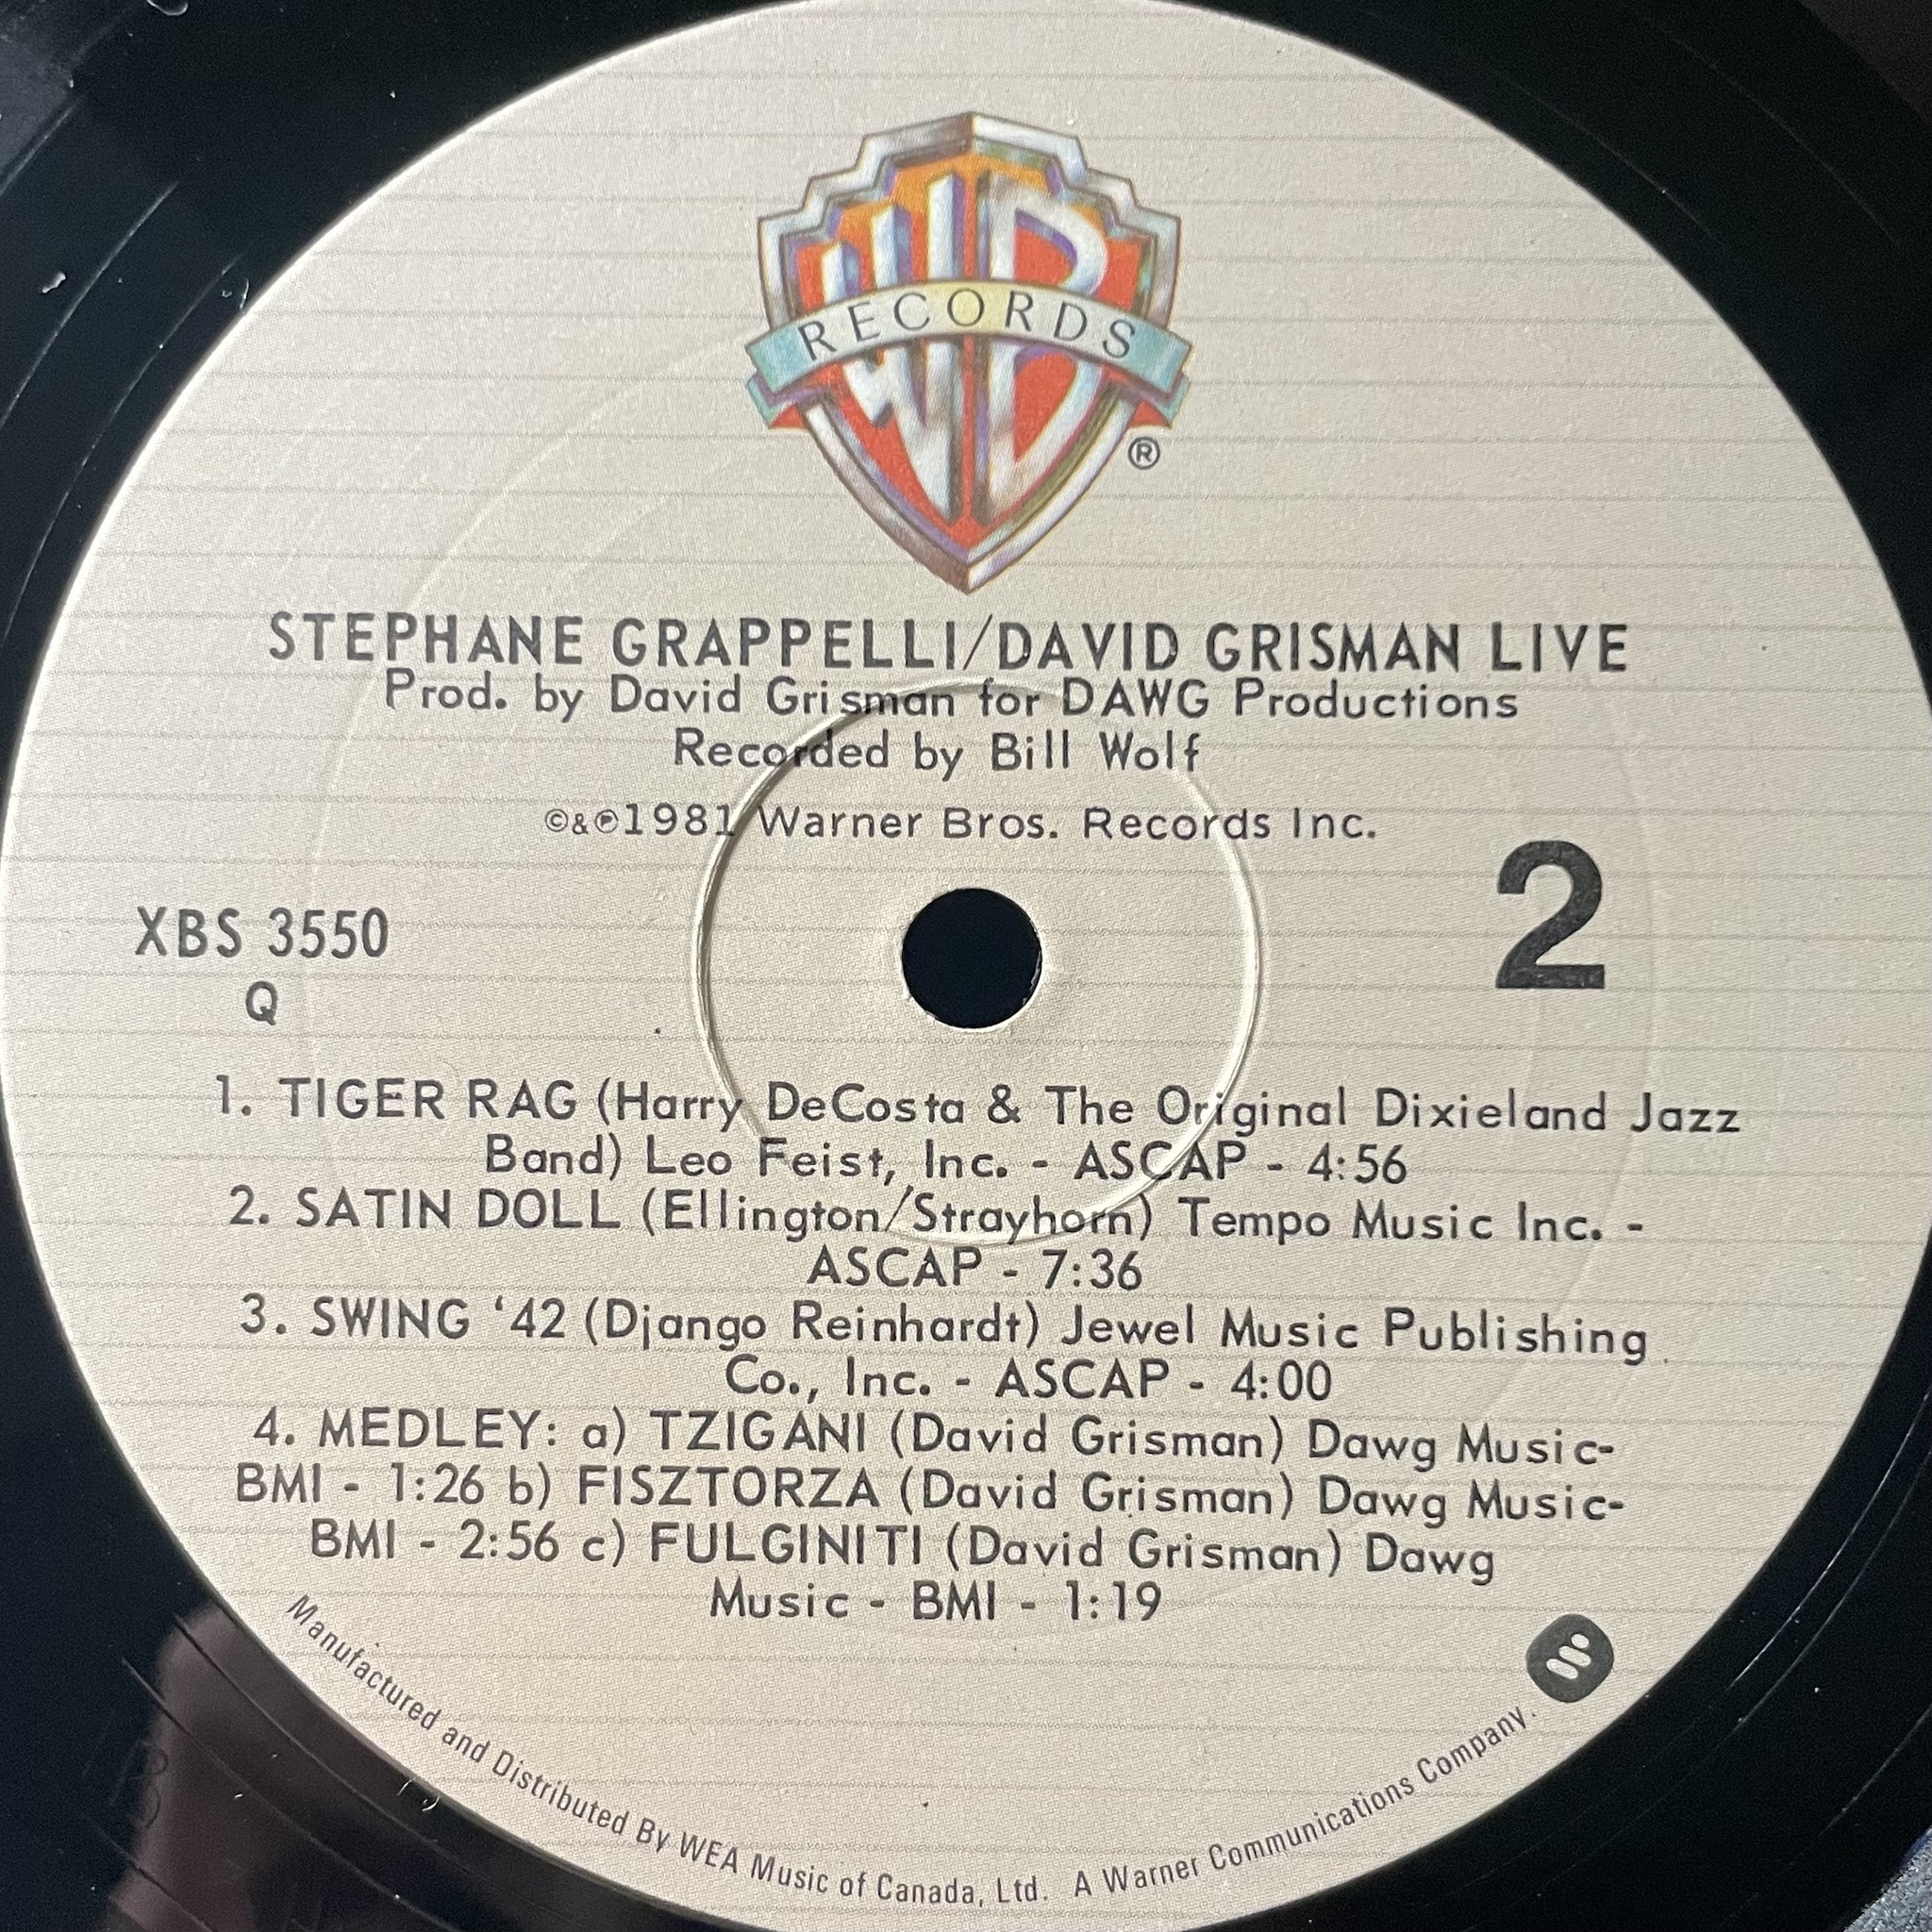 WB
RECORDS
®
STEPHANE GRAPPELLI/DAVID GRISMAN LIVE
Prod. by David Grisman for DAWG Productions
Recorded by Bill Wolf
©&℗1981 Warner Bros. Records Inc.
2
XBS 3550
Q
1. TIGER RAG (Harry DeCosta & The Original Dixieland Jazz
Band) Leo Feist, Inc. - ASCAP - 4:56
2. SATIN DOLL (Ellington/Strayhorn) Tempo Music Inc. -
ASCAP - 7:36
3. SWING ‘42 (Django Reinhardt) Jewel Music Publishing
Co., Inc. - ASCAP - 4:00
4. MEDLEY: a) TZIGANI (David Grisman) Dawg Music-
BMI - 1:26 b) FISZTORZA (David Grisman) Dawg Music-
BMI - 2:56 c) FULGINITI (David Grisman) Dawg
Music - BMI - 1:19
Manufactured and Distributed By WEA Music of Canada, Ltd. A Warner Communications Company.